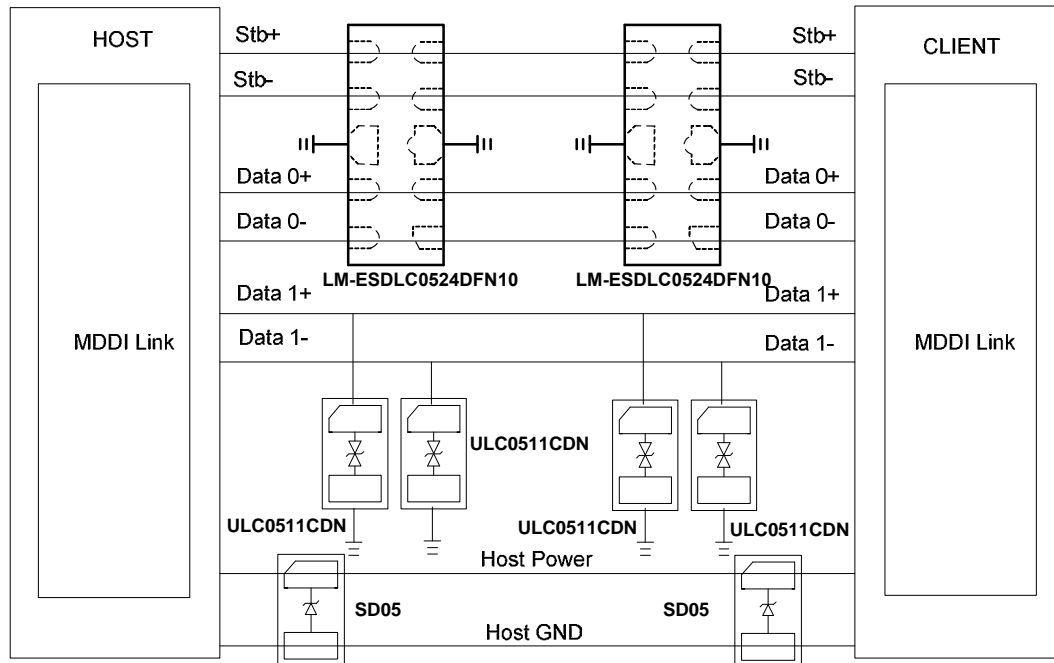 HOST
CLIENT
Stb+
Stb+
Stb-
Stb-
Data 0+
Data 0+
Data 0-
Data 0-
LM-ESDLC0524DFN10
LM-ESDLC0524DFN10
Data 1+
Data 1+
MDDI Link
Data 1-
Data 1-
MDDI Link
ULC0511CDN
ULC0511CDN
ULC0511CDN
ULC0511CDN
Host Power
SD05
SD05
Host GND